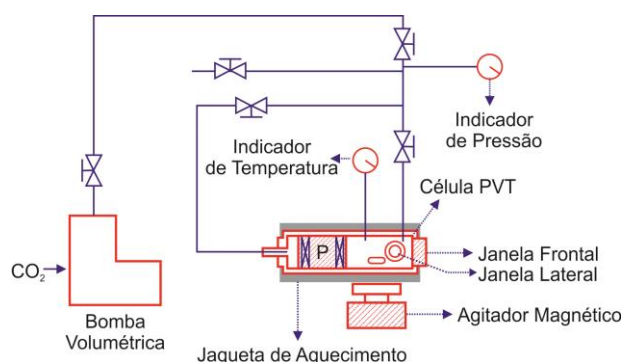 Indicador
de Pressão
Indicador
de Temperatura
Célula PVT
P
Janela Frontal
Janela Lateral
CO₂
Agitador Magnético
Bomba
Volumétrica
Jaqueta de Aquecimento